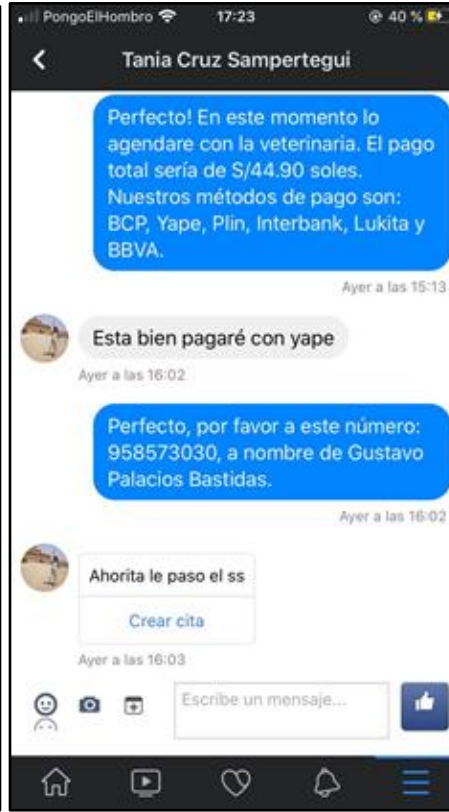 PongoElHombro 17:23 40 %
Tania Cruz Sampertegui
Perfecto! En este momento lo
agendare con la veterinaria. El pago
total sería de S/44.90 soles.
Nuestros métodos de pago son:
BCP, Yape, Plin, Interbank, Lukita y
BBVA.
Ayer a las 15:13
Esta bien pagaré con yape
Ayer a las 16:02
Perfecto, por favor a este número:
958573030, a nombre de Gustavo
Palacios Bastidas.
Ayer a las 16:02
Ahorita le paso el ss
Crear cita
Ayer a las 16:03
Escribe un mensaje...